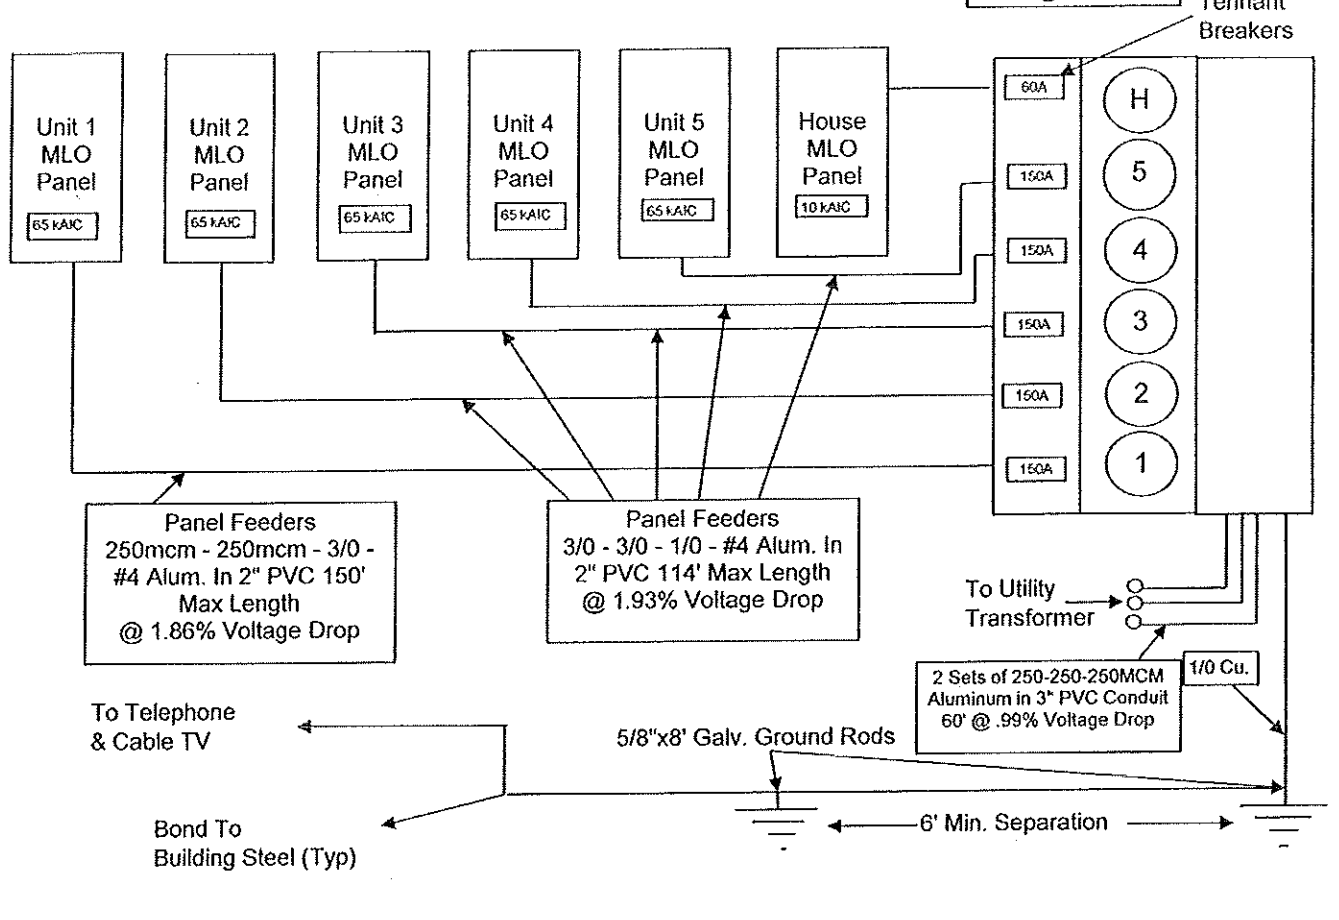 Tennant
Breakers
Unit 1
MLO
Panel
65 kAIC
Unit 2
MLO
Panel
65 kAIC
Unit 3
MLO
Panel
65 kAIC
Unit 4
MLO
Panel
65 kAIC
Unit 5
MLO
Panel
65 kAIC
House
MLO
Panel
10 kAIC
60A
H
150A
5
150A
4
150A
3
150A
2
150A
1
Panel Feeders
250mcm - 250mcm - 3/0 -
#4 Alum. In 2" PVC 150'
Max Length
@ 1.86% Voltage Drop
Panel Feeders
3/0 - 3/0 - 1/0 - #4 Alum. In
2" PVC 114' Max Length
@ 1.93% Voltage Drop
To Utility
Transformer
2 Sets of 250-250-250MCM
Aluminum in 3" PVC Conduit
60' @ .99% Voltage Drop
1/0 Cu.
To Telephone
& Cable TV
5/8"x8' Galv. Ground Rods
6' Min. Separation
Bond To
Building Steel (Typ)